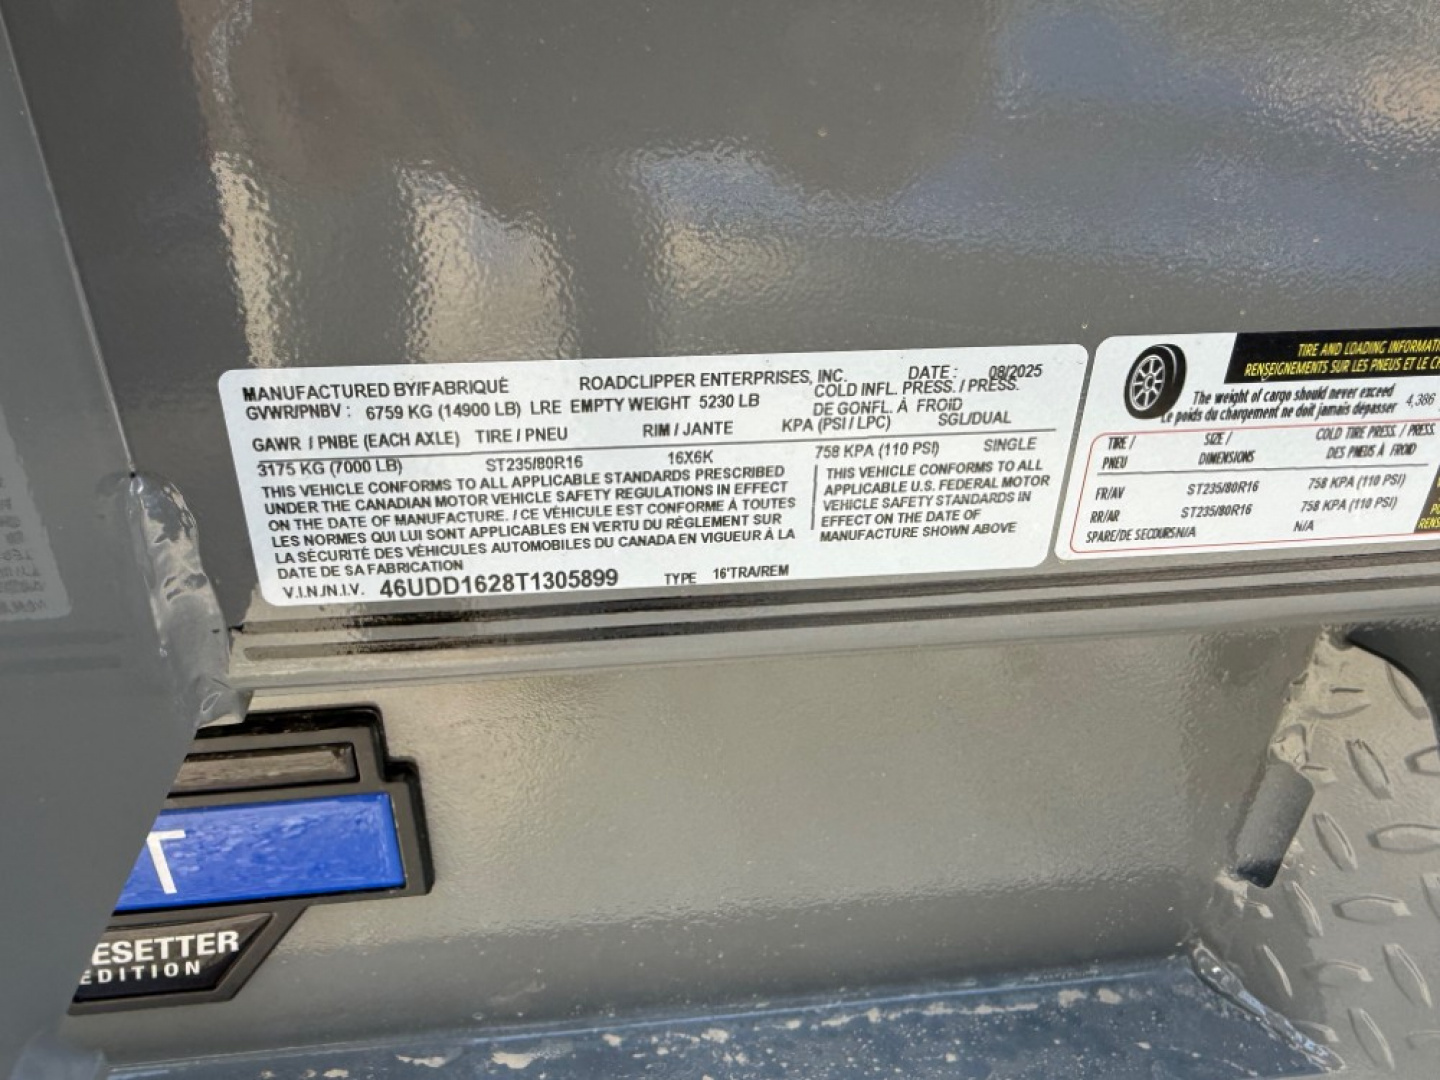 MANUFACTURED BY/FABRIQUÉ ROADCLIPPER ENTERPRISES, INC. DATE : 08/2025
GVWR/PNBV : 6759 KG (14900 LB) LRE EMPTY WEIGHT 5230 LB
COLD INFL. PRESS. / PRESS.
DE GONFL. À FROID
GAWR / PNBE (EACH AXLE) TIRE / PNEU RIM / JANTE KPA (PSI / LPC) SGL/DUAL
3175 KG (7000 LB) ST235/80R16 16X6K 758 KPA (110 PSI) SINGLE
THIS VEHICLE CONFORMS TO ALL APPLICABLE STANDARDS PRESCRIBED
UNDER THE CANADIAN MOTOR VEHICLE SAFETY REGULATIONS IN EFFECT
ON THE DATE OF MANUFACTURE. / CE VÉHICULE EST CONFORME À TOUTES
LES NORMES QUI LUI SONT APPLICABLES EN VERTU DU RÈGLEMENT SUR
LA SÉCURITÉ DES VÉHICULES AUTOMOBILES DU CANADA EN VIGUEUR À LA
DATE DE SA FABRICATION
THIS VEHICLE CONFORMS TO ALL
APPLICABLE U.S. FEDERAL MOTOR
VEHICLE SAFETY STANDARDS IN
EFFECT ON THE DATE OF
MANUFACTURE SHOWN ABOVE
V.I.N./N.I.V. 46UDD1628T1305899 TYPE 16'TRA/REM
TIRE AND LOADING INFORMATI
RENSEIGNEMENTS SUR LES PNEUS ET LE C
The weight of cargo should never exceed
Le poids du chargement ne doit jamais dépasser 4,386
TIRE / SIZE / COLD TIRE PRESS. / PRESS.
PNEU DIMENSIONS DES PNEUS À FROID
FR/AV ST235/80R16 758 KPA (110 PSI)
RR/AR ST235/80R16 758 KPA (110 PSI)
SPARE/DE SECOURS N/A N/A
T
ESETTER
EDITION